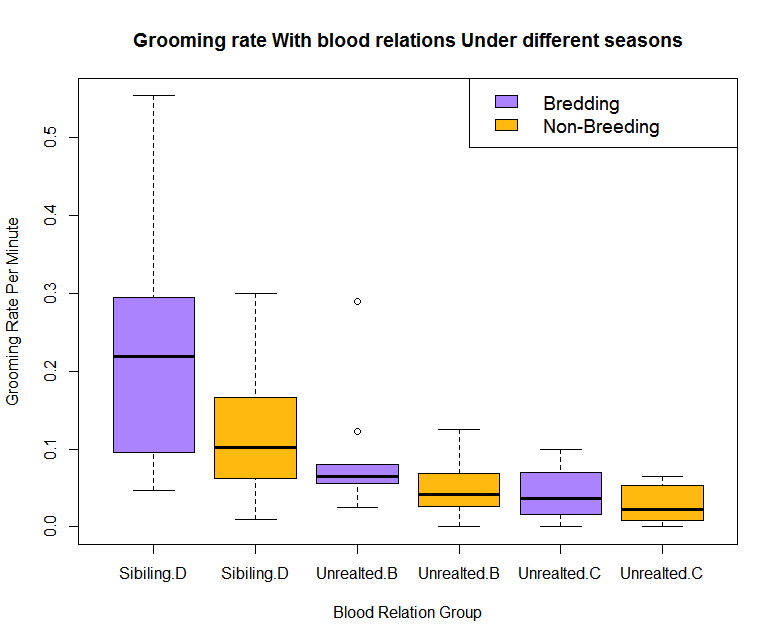 Grooming rate With blood relations Under different seasons
Bredding
Non-Breeding
Grooming Rate Per Minute
0.5
0.4
0.3
0.2
0.1
0.0
Sibiling.D Sibiling.D Unrealted.B Unrealted.B Unrealted.C Unrealted.C
Blood Relation Group